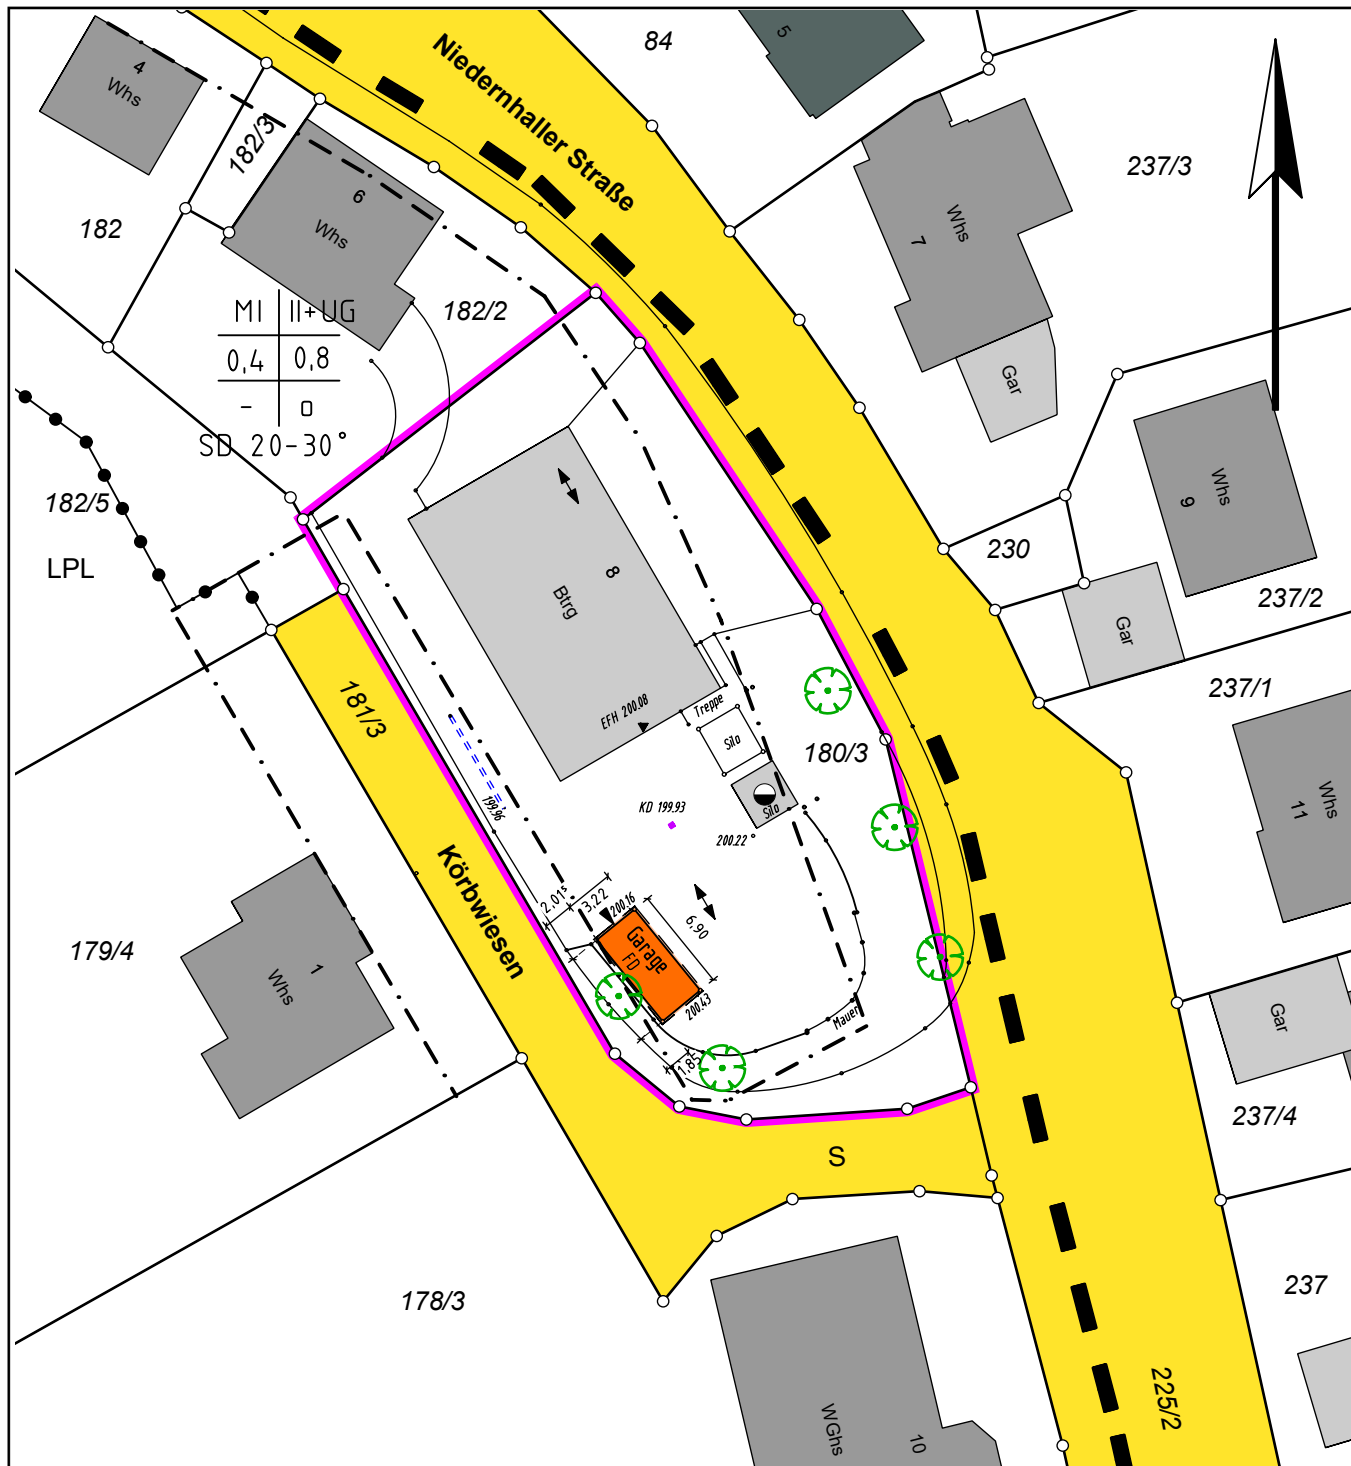 84
5
4
Whs
Niedernhaller Straße
182/3
237/3
6
Whs
182
Whs
7
MI II+UG
182/2
0,4 0,8
- o
SD 20-30°
Gar
Whs
9
182/5
LPL
230
237/2
8
Btrg
Gar
237/1
181/3
EFH 200.08
Treppe
Silo
180/3
Silo
KD 199.93
199.96
200.22
Whs
11
Körbwiesen
2.01⁵
3.22
200.16
6.90
Garage
FD
200.43
179/4
1
Whs
Mauer
1.85
Gar
237/4
S
178/3
237
225/2
WGhs
10